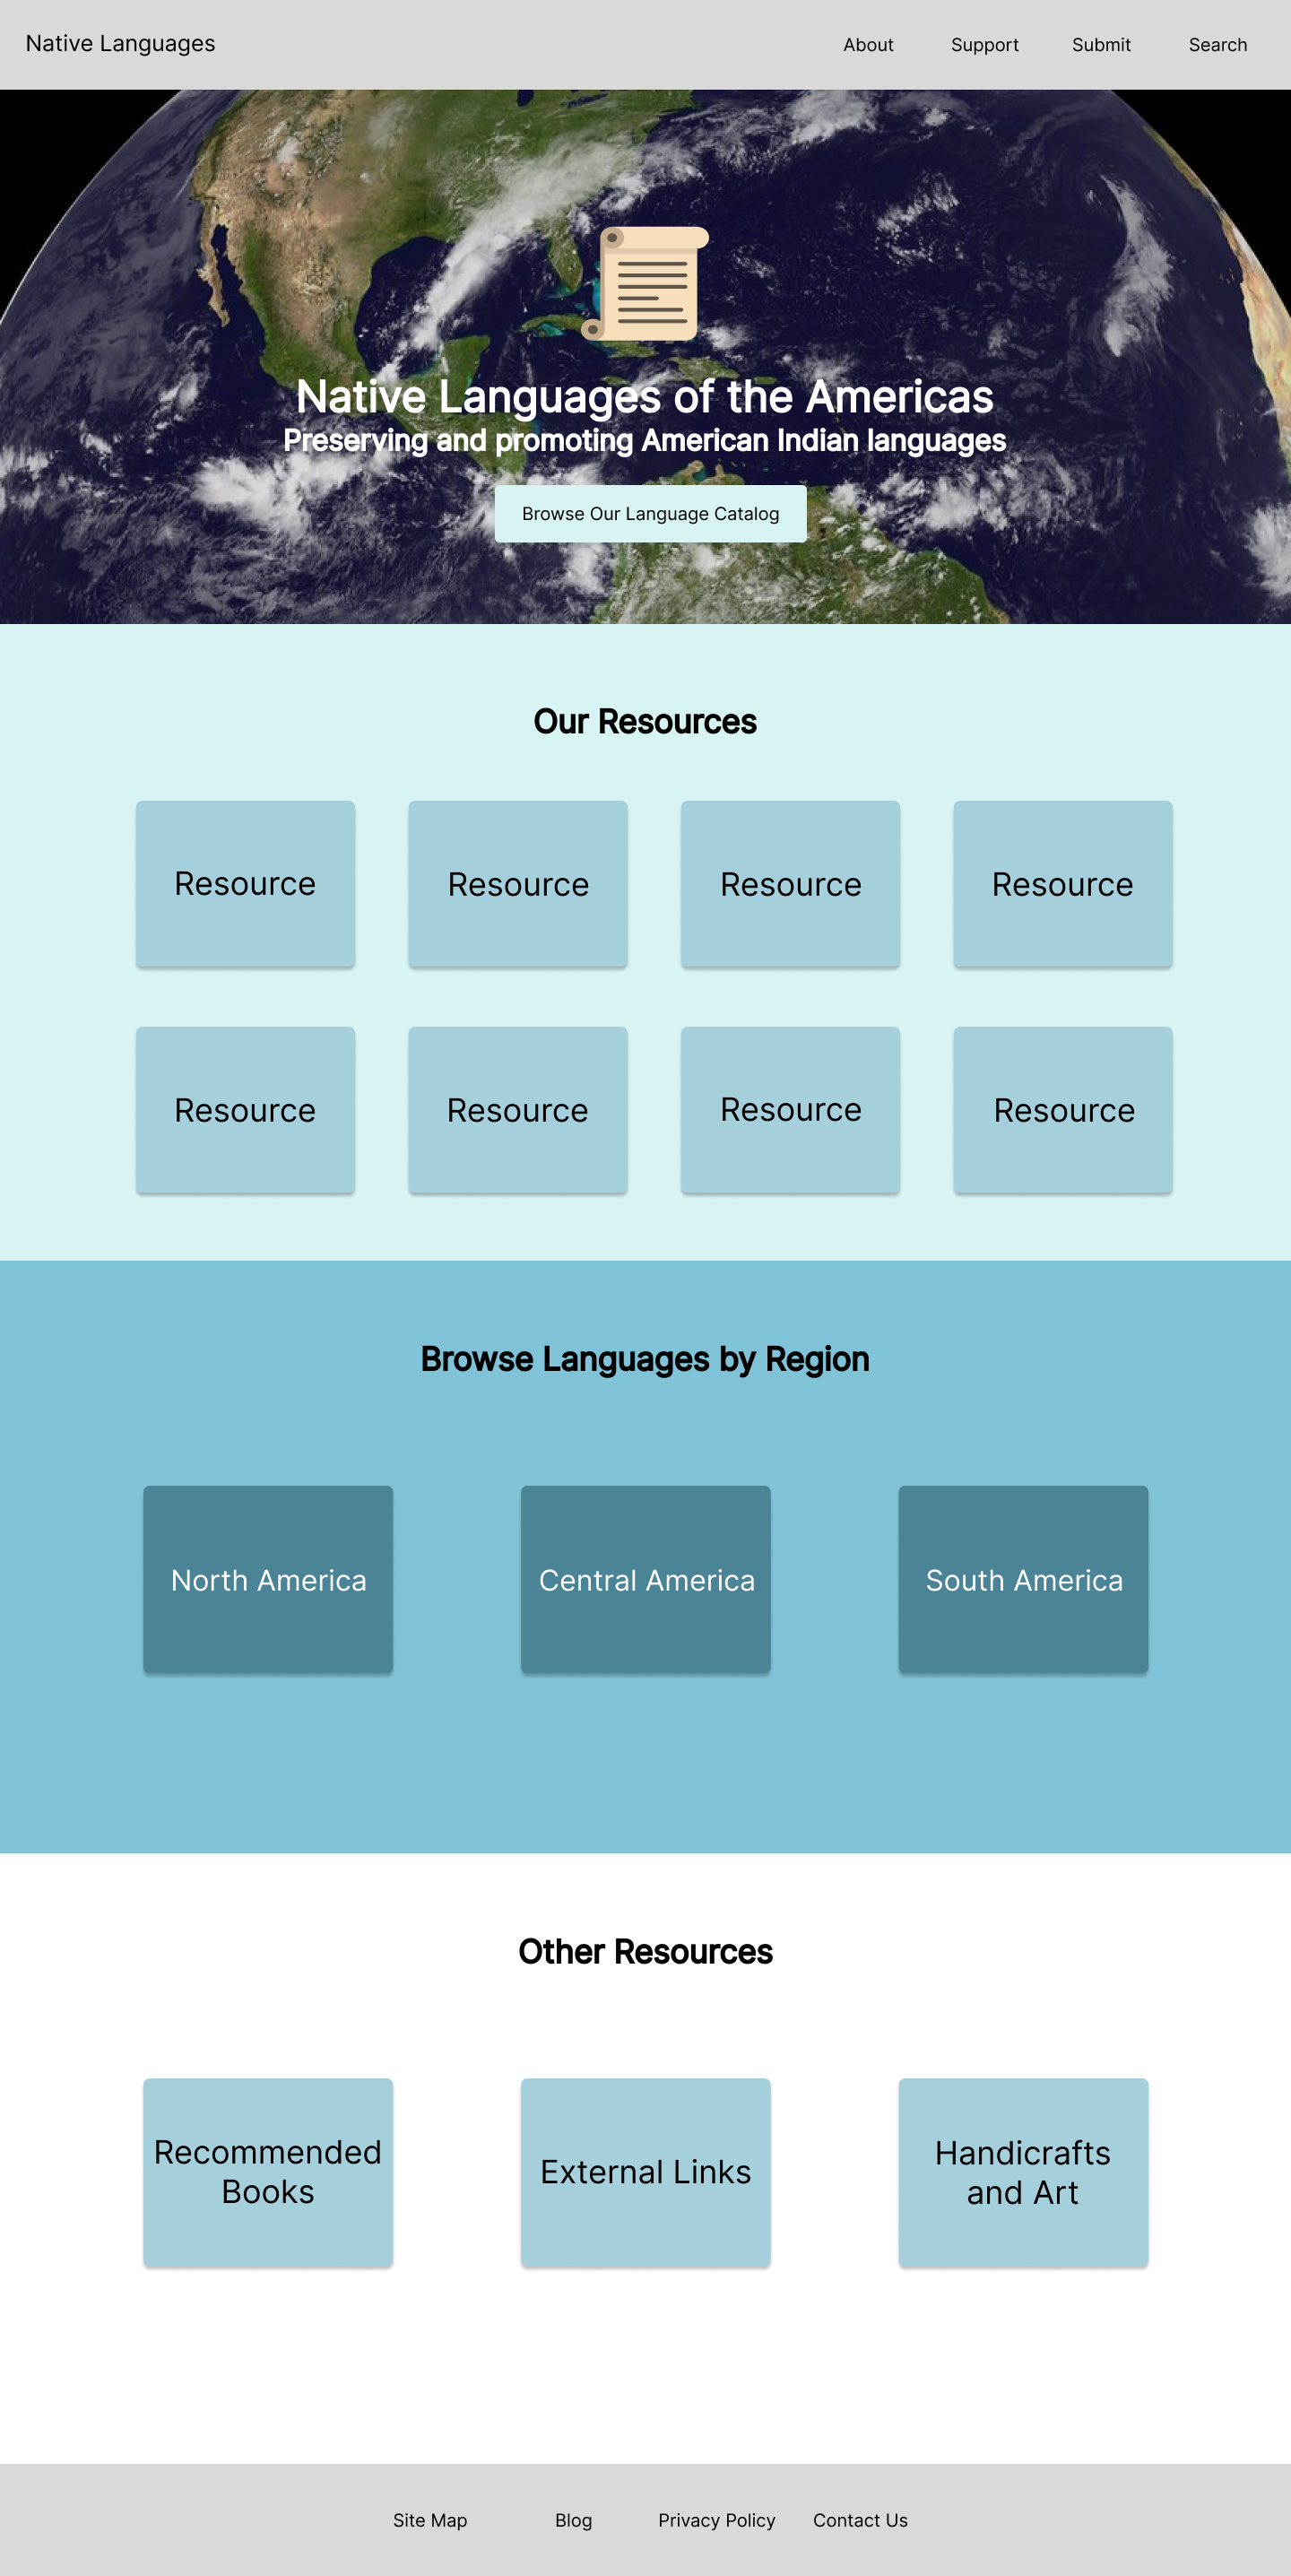 Native Languages
About
Support
Submit
Search
Native Languages of the Americas
Preserving and promoting American Indian languages
Browse Our Language Catalog
Our Resources
Resource
Resource
Resource
Resource
Resource
Resource
Resource
Resource
Browse Languages by Region
North America
Central America
South America
Other Resources
Recommended
Books
External Links
Handicrafts
and Art
Site Map
Blog
Privacy Policy
Contact Us